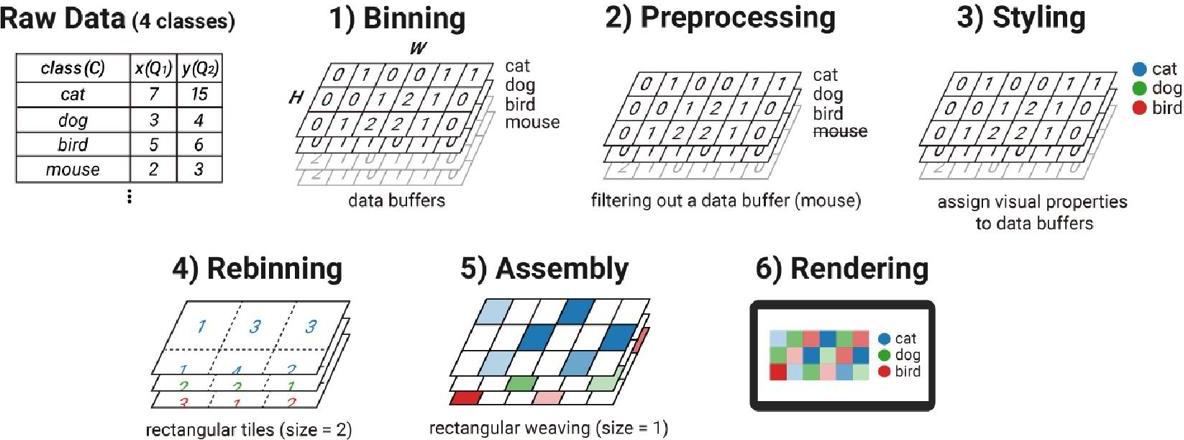 Raw Data (4 classes)
class (C) x(Q₁) y(Q₂)
cat 7 15
dog 3 4
bird 5 6
mouse 2 3
⋮
1) Binning
W
H
0 1 0 0 1 1
0 0 1 2 1 0
0 1 2 2 1 0
cat
dog
bird
mouse
data buffers
2) Preprocessing
0 1 0 0 1 1
0 0 1 2 1 0
0 1 2 2 1 0
cat
dog
bird
mouse
filtering out a data buffer (mouse)
3) Styling
0 1 0 0 1 1
0 0 1 2 1 0
0 1 2 2 1 0
cat
dog
bird
assign visual properties
to data buffers
4) Rebinning
1 3 3
1 4 2
2 2 1
3 1 2
rectangular tiles (size = 2)
5) Assembly
rectangular weaving (size = 1)
6) Rendering
cat
dog
bird